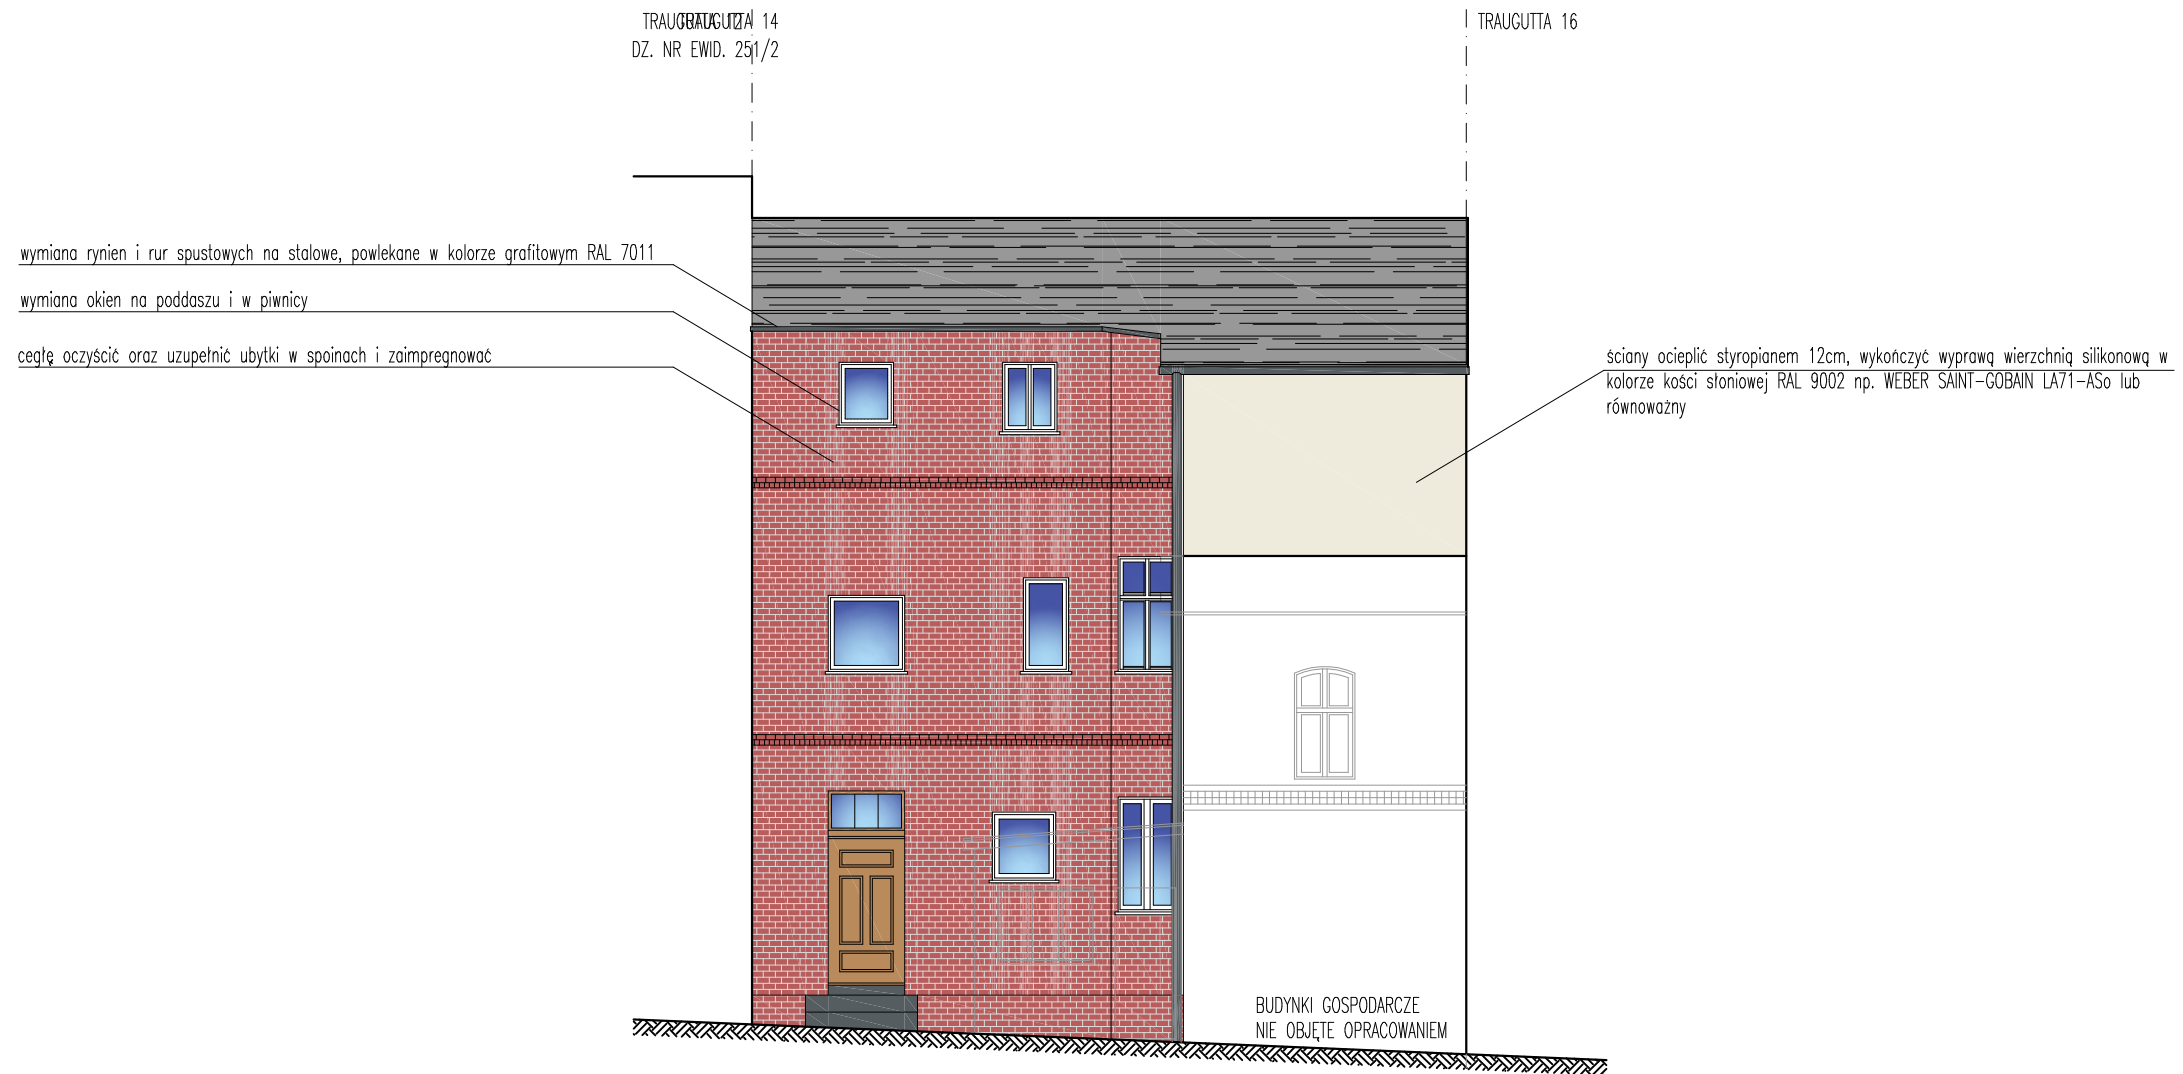 TRAUGUTTA 12
TRAUGUTTA 14
DZ. NR EWID. 251/2
TRAUGUTTA 16
wymiana rynien i rur spustowych na stalowe, powlekane w kolorze grafitowym RAL 7011
wymiana okien na poddaszu i w piwnicy
cegłę oczyścić oraz uzupełnić ubytki w spoinach i zaimpregnować
ściany ocieplić styropianem 12cm, wykończyć wyprawą wierzchnią silikonową w
kolorze kości słoniowej RAL 9002 np. WEBER SAINT-GOBAIN LA71-ASo lub
równoważny
BUDYNKI GOSPODARCZE
NIE OBJĘTE OPRACOWANIEM